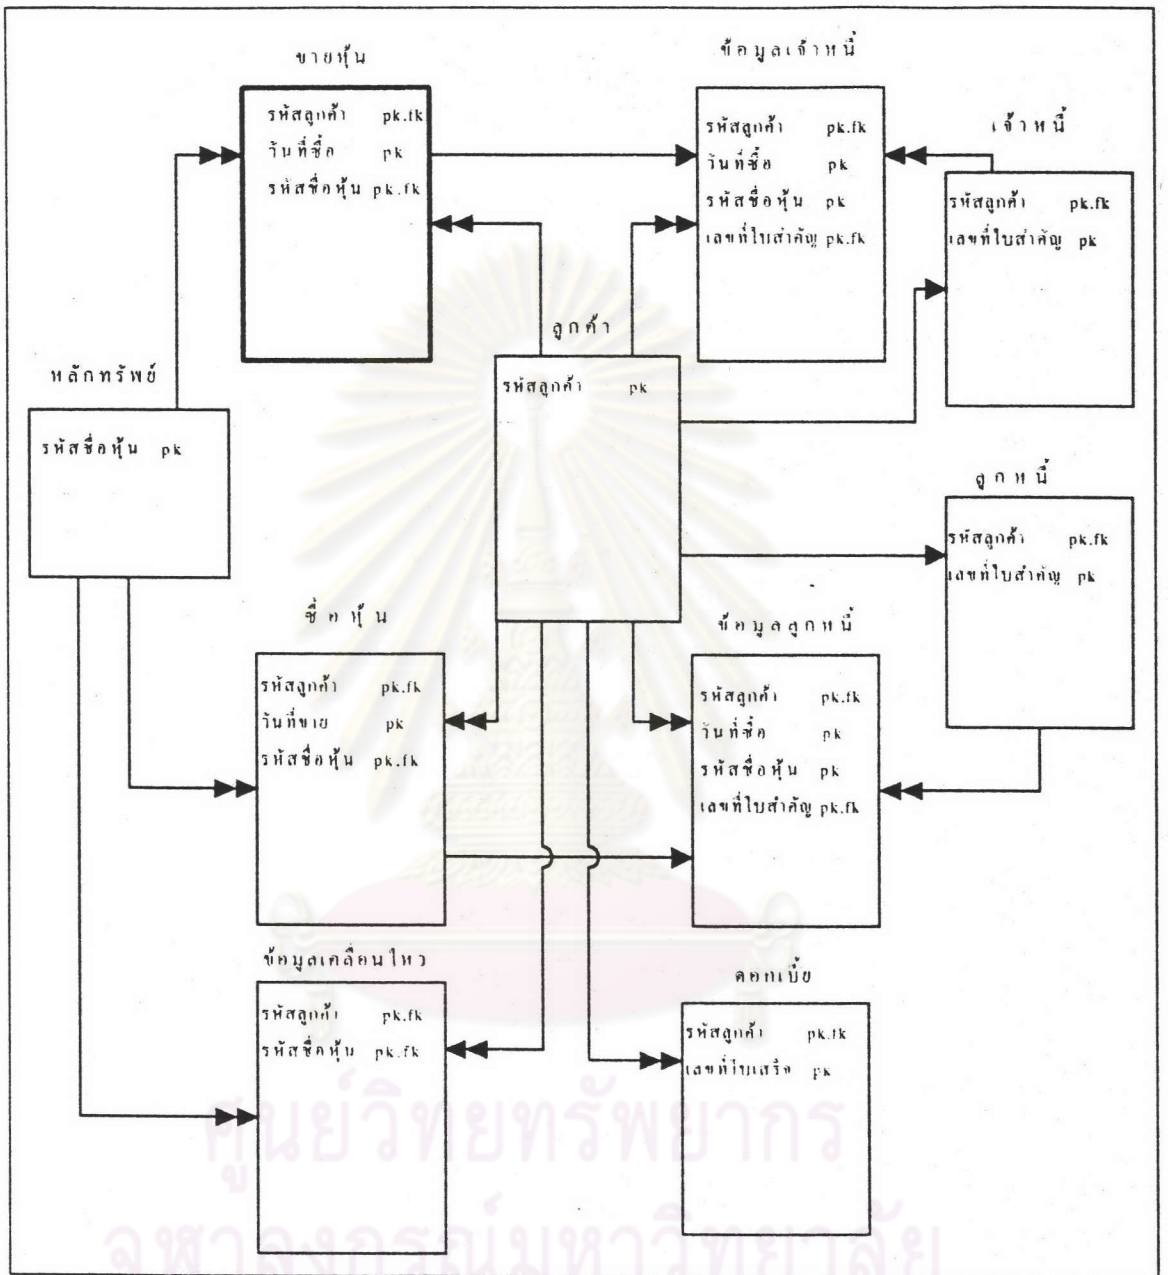 ขายหุ้น
รหัสลูกค้า pk.fk
วันที่ซื้อ pk
รหัสชื่อหุ้น pk.fk
ข้อมูลเจ้าหนี้
รหัสลูกค้า pk.fk
วันที่ซื้อ pk
รหัสชื่อหุ้น pk
เลขที่ใบสำคัญ pk.fk
เจ้าหนี้
รหัสลูกค้า pk.fk
เลขที่ใบสำคัญ pk
ลูกค้า
รหัสลูกค้า pk
หลักทรัพย์
รหัสชื่อหุ้น pk
ลูกหนี้
รหัสลูกค้า pk.fk
เลขที่ใบสำคัญ pk
ซื้อหุ้น
รหัสลูกค้า pk.fk
วันที่ขาย pk
รหัสชื่อหุ้น pk.fk
ข้อมูลลูกหนี้
รหัสลูกค้า pk.fk
วันที่ซื้อ pk
รหัสชื่อหุ้น pk
เลขที่ใบสำคัญ pk.fk
ข้อมูลเคลื่อนไหว
รหัสลูกค้า pk.fk
รหัสชื่อหุ้น pk.fk
ดอกเบี้ย
รหัสลูกค้า pk.fk
เลขที่ใบเสร็จ pk
ศูนย์วิทยทรัพยากร
จุฬาลงกรณ์มหาวิทยาลัย